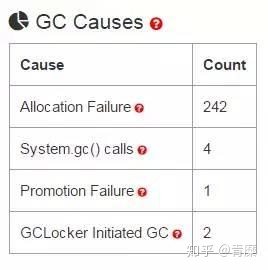 GC Causes
Cause Count
Allocation Failure 242
System.gc() calls 4
Promotion Failure 1
GCLocker Initiated GC 2
知乎 @青糜